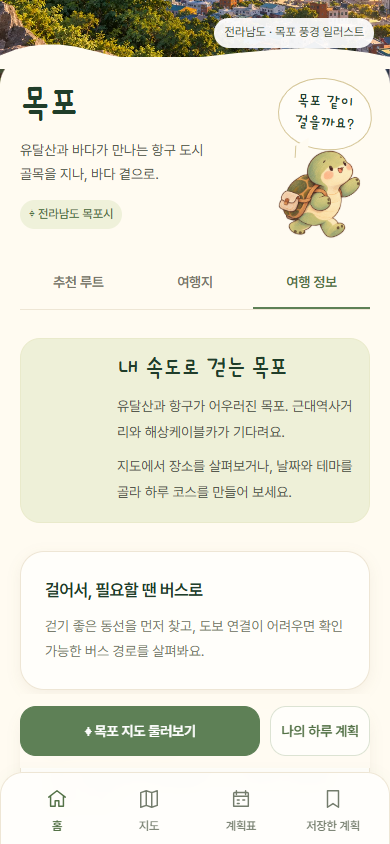 전라남도 · 목포 풍경 일러스트
목포
목포 같이
걸을까요?
유달산과 바다가 만나는 항구 도시
골목을 지나, 바다 곁으로.
전라남도 목포시
추천 루트
여행지
여행 정보
내 속도로 걷는 목포
유달산과 항구가 어우러진 목포. 근대역사거
리와 해상케이블카가 기다려요.
지도에서 장소를 살펴보거나, 날짜와 테마를
골라 하루 코스를 만들어 보세요.
걸어서, 필요할 땐 버스로
걷기 좋은 동선을 먼저 찾고, 도보 연결이 어려우면 확인
가능한 버스 경로를 살펴봐요.
목포 지도 둘러보기
나의 하루 계획
홈
지도
계획표
저장한 계획